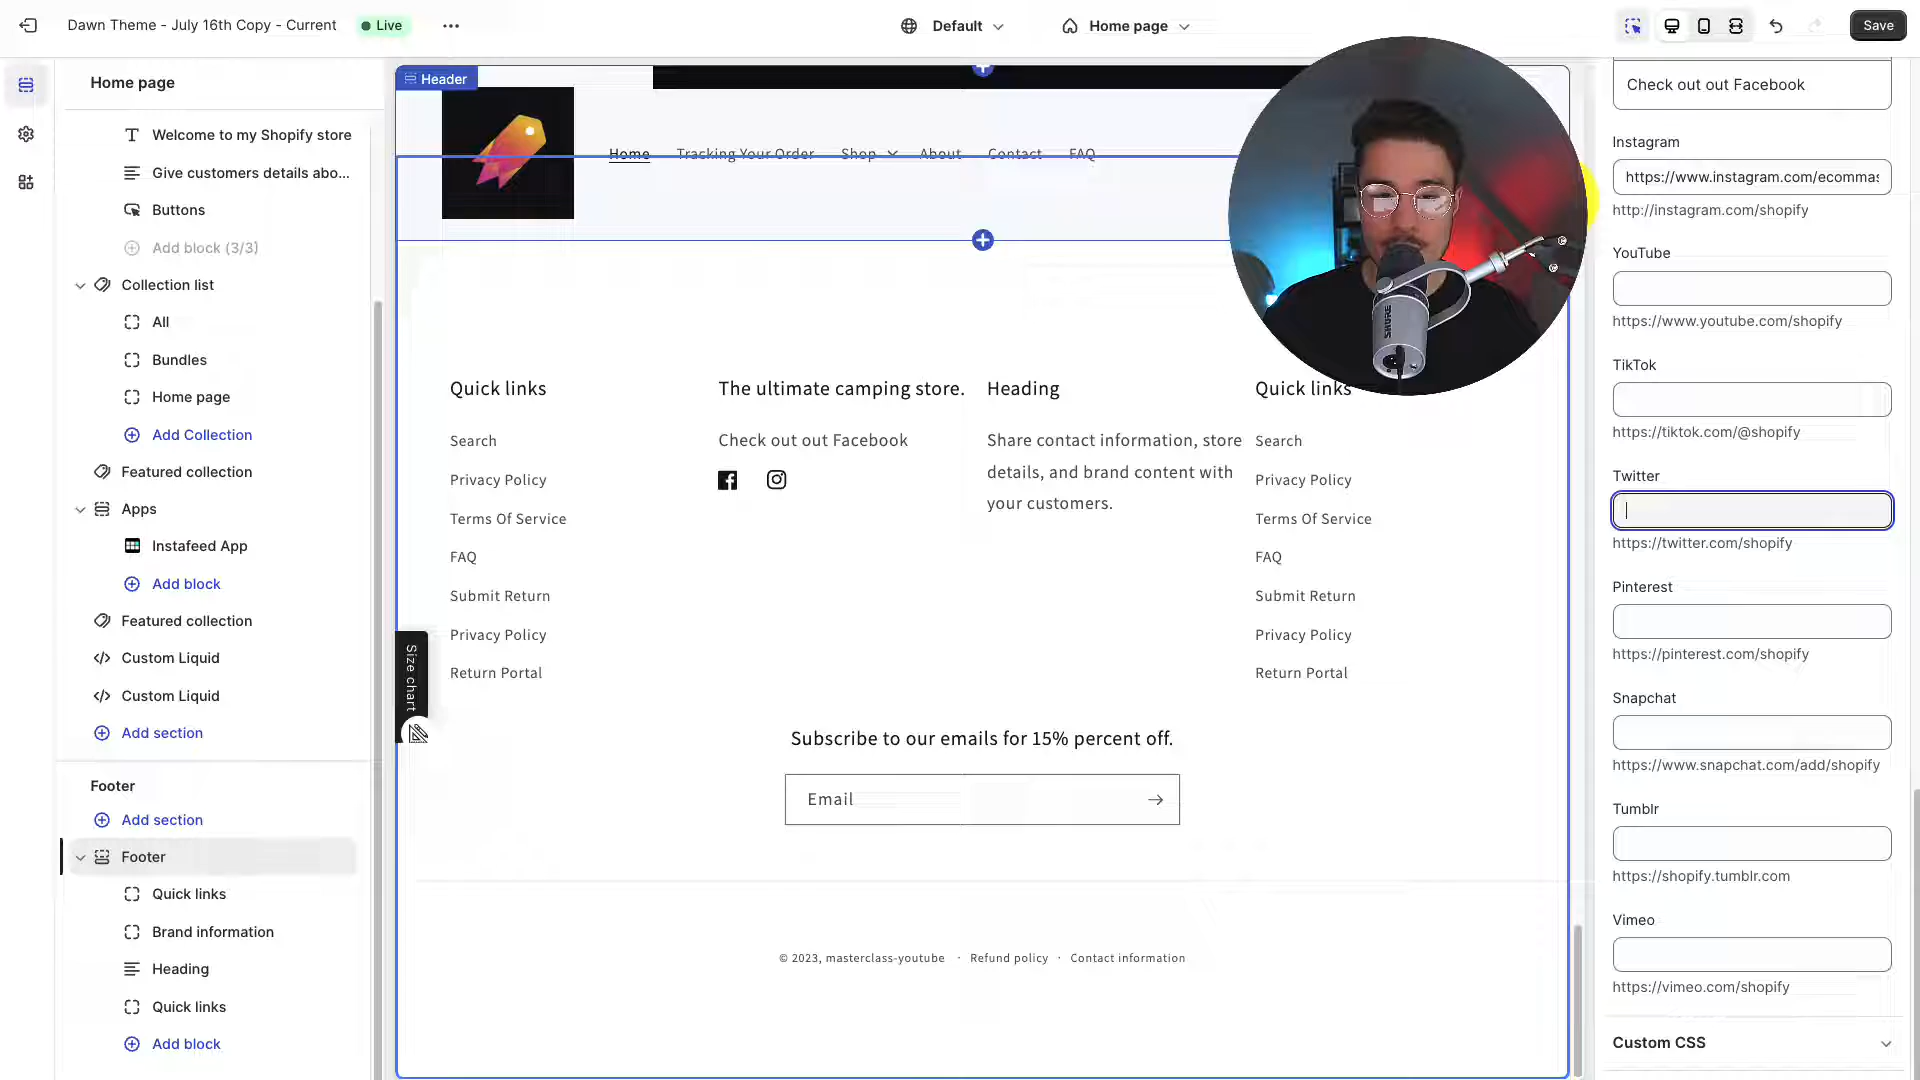 Dawn Theme - July 16th Copy - Current
Live
Default
Home page
Save
Home page
Welcome to my Shopify store
Give customers details abo...
Buttons
Add block (3/3)
Collection list
All
Bundles
Home page
Add Collection
Featured collection
Apps
Instafeed App
Add block
Featured collection
Custom Liquid
Custom Liquid
Add section
Footer
Add section
Footer
Quick links
Brand information
Heading
Quick links
Add block
Header
Home
Tracking Your Order
Shop
About
Contact
FAQ
Quick links
Search
Privacy Policy
Terms Of Service
FAQ
Submit Return
Privacy Policy
Return Portal
The ultimate camping store.
Check out out Facebook
Heading
Share contact information, store
details, and brand content with
your customers.
Quick links
Search
Privacy Policy
Terms Of Service
FAQ
Submit Return
Privacy Policy
Return Portal
Size chart
Subscribe to our emails for 15% percent off.
Email
© 2023, masterclass-youtube · Refund policy · Contact information
SHURE
Check out out Facebook
Instagram
https://www.instagram.com/ecommas
http://instagram.com/shopify
YouTube
https://www.youtube.com/shopify
TikTok
https://tiktok.com/@shopify
Twitter
https://twitter.com/shopify
Pinterest
https://pinterest.com/shopify
Snapchat
https://www.snapchat.com/add/shopify
Tumblr
https://shopify.tumblr.com
Vimeo
https://vimeo.com/shopify
Custom CSS